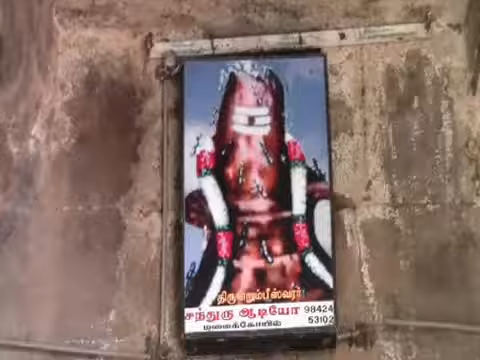 திருஎறும்பீஸ்வரர்
சந்துரு ஆடியோ 98424
மலைக்கோயில் 53102